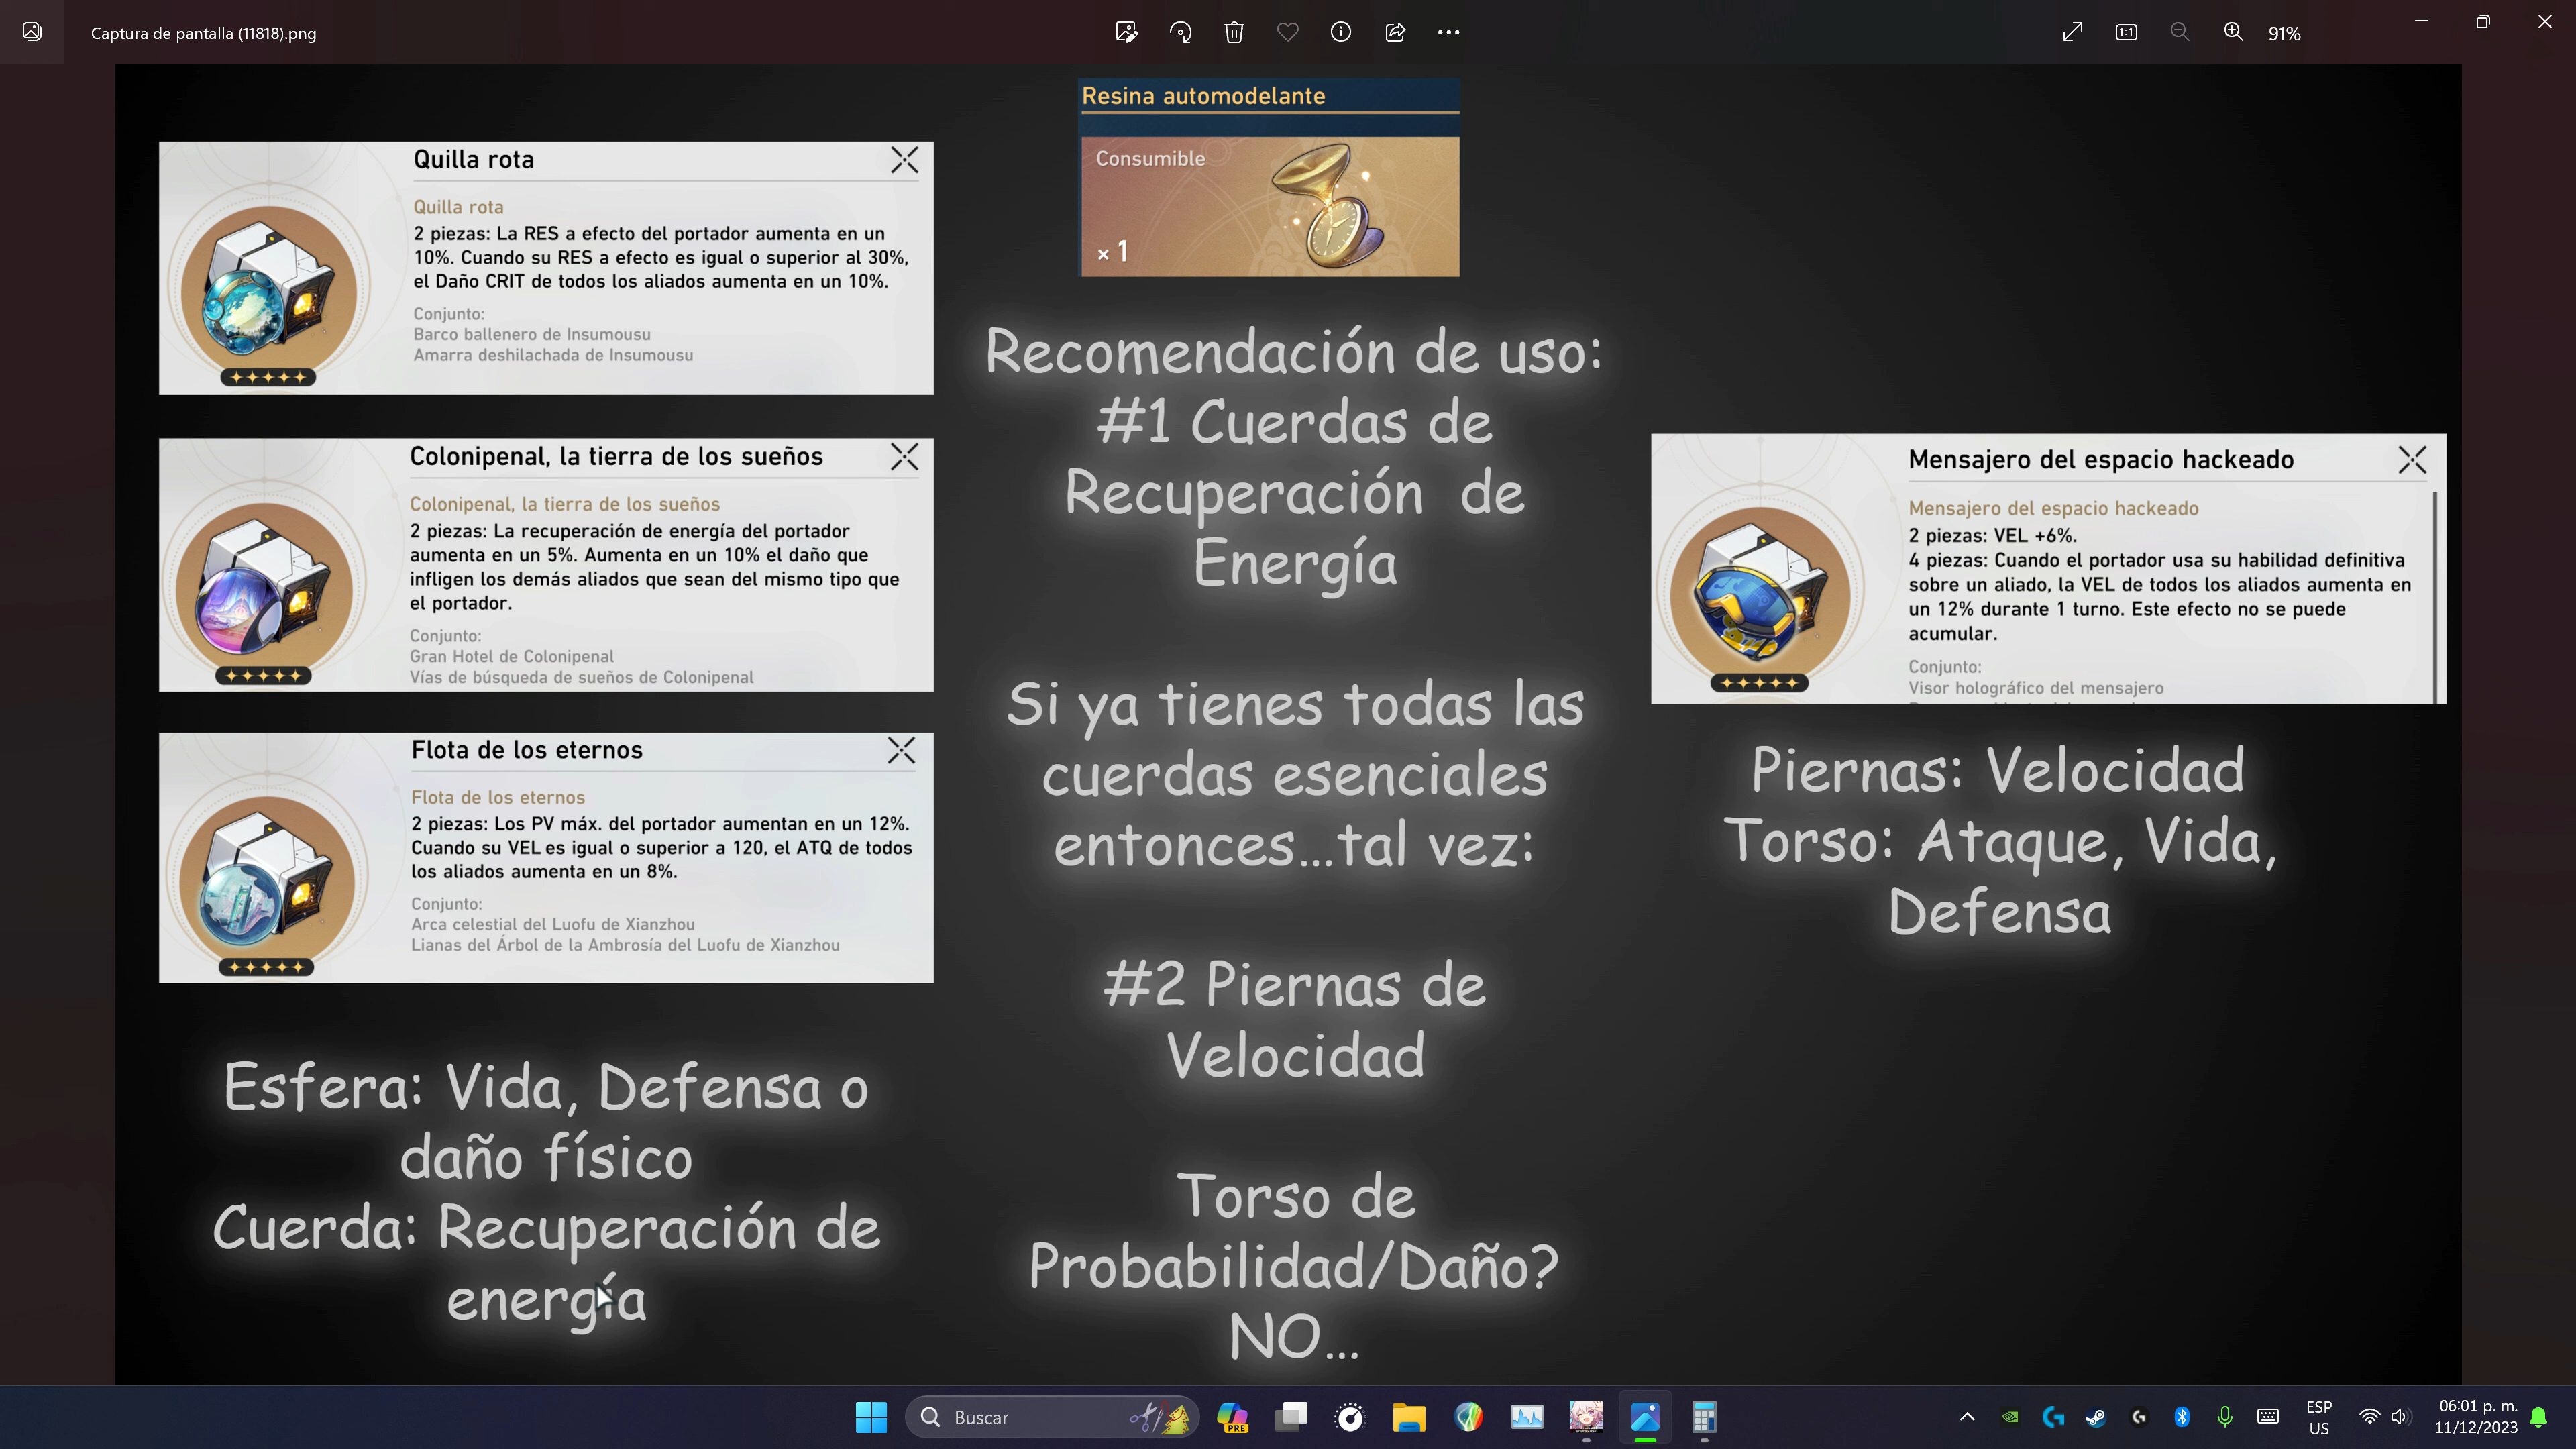 Captura de pantalla (11818).png
91%
Quilla rota
Quilla rota
2 piezas: La RES a efecto del portador aumenta en un
10%. Cuando su RES a efecto es igual o superior al 30%,
el Daño CRIT de todos los aliados aumenta en un 10%.
Conjunto:
Barco ballenero de Insumousu
Amarra deshilachada de Insumousu
Colonipenal, la tierra de los sueños
Colonipenal, la tierra de los sueños
2 piezas: La recuperación de energía del portador
aumenta en un 5%. Aumenta en un 10% el daño que
infligen los demás aliados que sean del mismo tipo que
el portador.
Conjunto:
Gran Hotel de Colonipenal
Vías de búsqueda de sueños de Colonipenal
Flota de los eternos
Flota de los eternos
2 piezas: Los PV máx. del portador aumentan en un 12%.
Cuando su VEL es igual o superior a 120, el ATQ de todos
los aliados aumenta en un 8%.
Conjunto:
Arca celestial del Luofu de Xianzhou
Lianas del Árbol de la Ambrosía del Luofu de Xianzhou
Esfera: Vida, Defensa o
daño físico
Cuerda: Recuperación de
energía
Resina automodelante
Consumible
× 1
Recomendación de uso:
#1 Cuerdas de
Recuperación de
Energía
Si ya tienes todas las
cuerdas esenciales
entonces...tal vez:
#2 Piernas de
Velocidad
Torso de
Probabilidad/Daño?
NO...
Mensajero del espacio hackeado
Mensajero del espacio hackeado
2 piezas: VEL +6%.
4 piezas: Cuando el portador usa su habilidad definitiva
sobre un aliado, la VEL de todos los aliados aumenta en
un 12% durante 1 turno. Este efecto no se puede
acumular.
Conjunto:
Visor holográfico del mensajero
Piernas: Velocidad
Torso: Ataque, Vida,
Defensa
Buscar
PRE
ESP
US
06:01 p. m.
11/12/2023